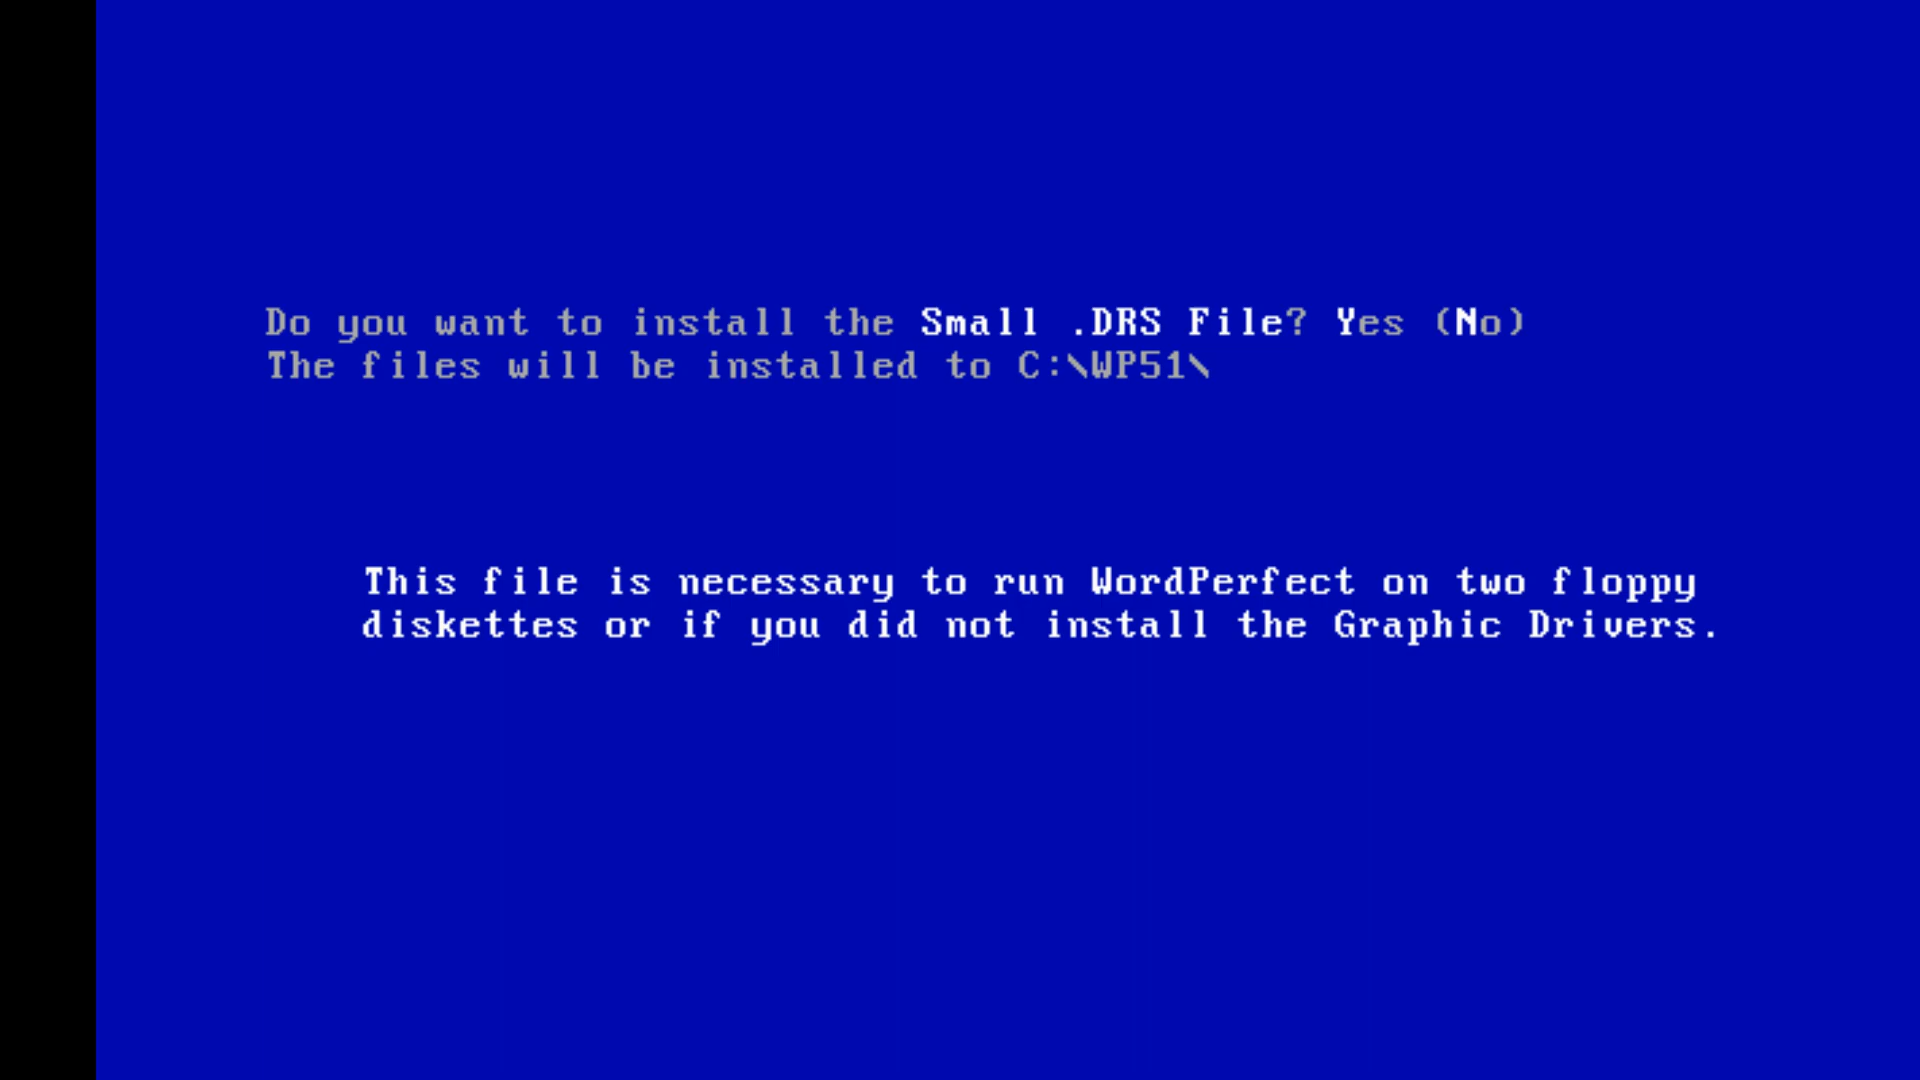 Do you want to install the Small .DRS File? Yes (No)
The files will be installed to C:\WP51\
This file is necessary to run WordPerfect on two floppy
diskettes or if you did not install the Graphic Drivers.